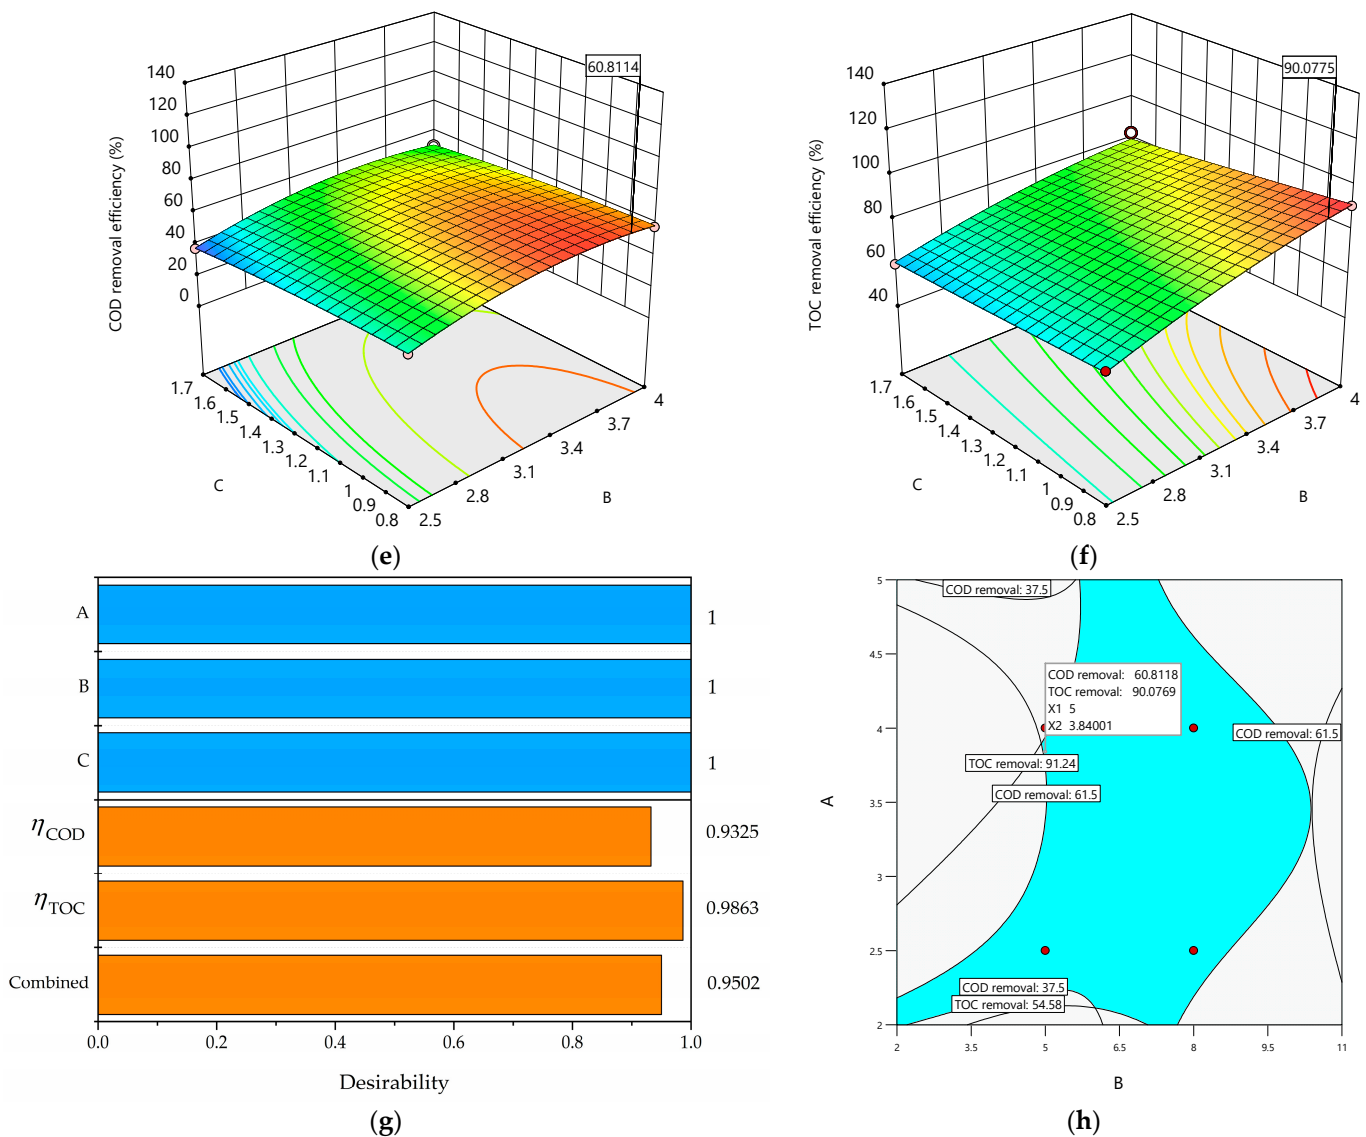 60.8114
140
120
100
80
60
40
20
0
COD removal efficiency (%)
1.7
1.6
1.5
1.4
1.3
1.2
1.1
1
0.9
0.8
C
2.5
2.8
3.1
3.4
3.7
4
B
(e)
90.0775
140
120
100
80
60
40
TOC removal efficiency (%)
1.7
1.6
1.5
1.4
1.3
1.2
1.1
1
0.9
0.8
C
2.5
2.8
3.1
3.4
3.7
4
B
(f)
A 1
B 1
C 1
ηCOD 0.9325
ηTOC 0.9863
Combined 0.9502
0.0 0.2 0.4 0.6 0.8 1.0
Desirability
(g)
5
4.5
4
3.5
3
2.5
2
A
COD removal: 37.5
COD removal: 60.8118
TOC removal: 90.0769
X1 5
X2 3.84001
COD removal: 61.5
TOC removal: 91.24
COD removal: 61.5
COD removal: 37.5
TOC removal: 54.58
2 3.5 5 6.5 8 9.5 11
B
(h)